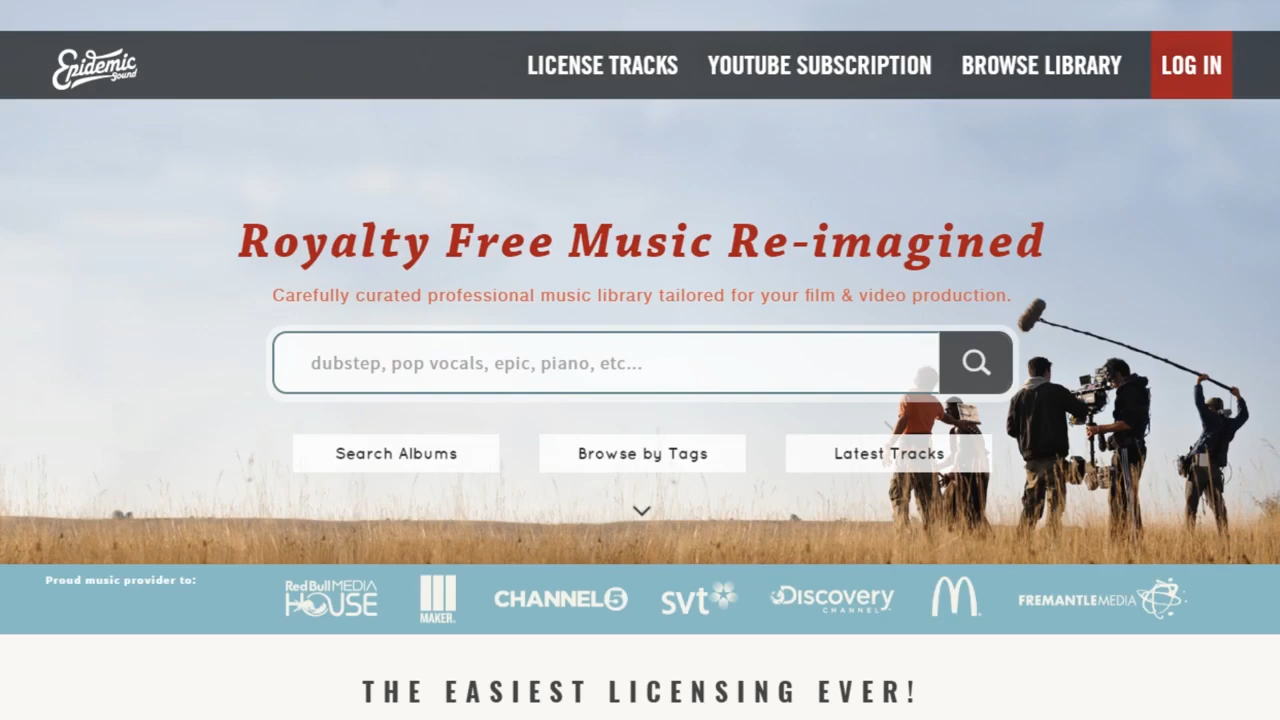 Epidemic Sound
LICENSE TRACKS YOUTUBE SUBSCRIPTION BROWSE LIBRARY LOG IN
Royalty Free Music Re-imagined
Carefully curated professional music library tailored for your film & video production.
dubstep, pop vocals, epic, piano, etc...
Search Albums Browse by Tags Latest Tracks
Proud music provider to:
Red Bull MEDIA HOUSE MAKER. CHANNEL 5 svt Discovery CHANNEL FREMANTLEMEDIA
THE EASIEST LICENSING EVER!